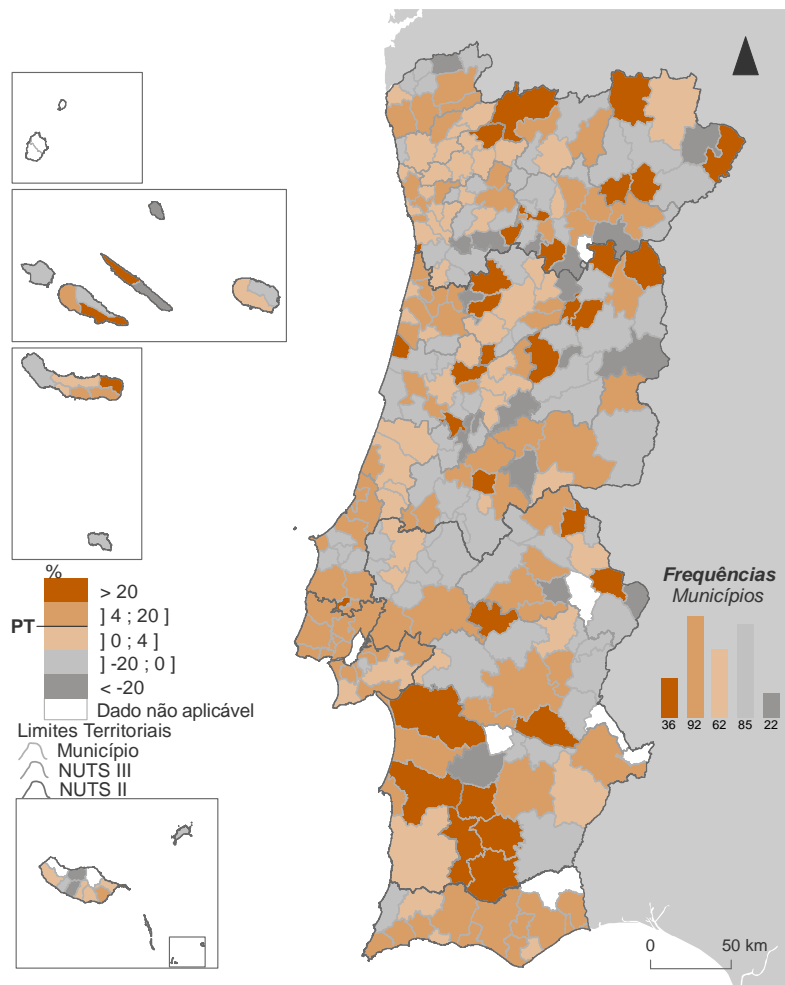 %
> 20
] 4 ; 20 ]
PT
] 0 ; 4 ]
] -20 ; 0 ]
< -20
Dado não aplicável
Limites Territoriais
Município
NUTS III
NUTS II
Frequências
Municípios
36 92 62 85 22
0 50 km